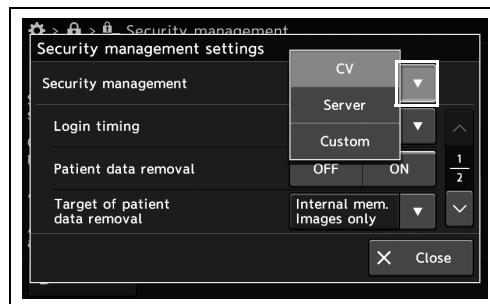 > > Security management
Security management settings
Security management
CV
Server
Custom
Login timing
Patient data removal
OFF ON
1
2
Target of patient
data removal
Internal mem.
Images only
Close